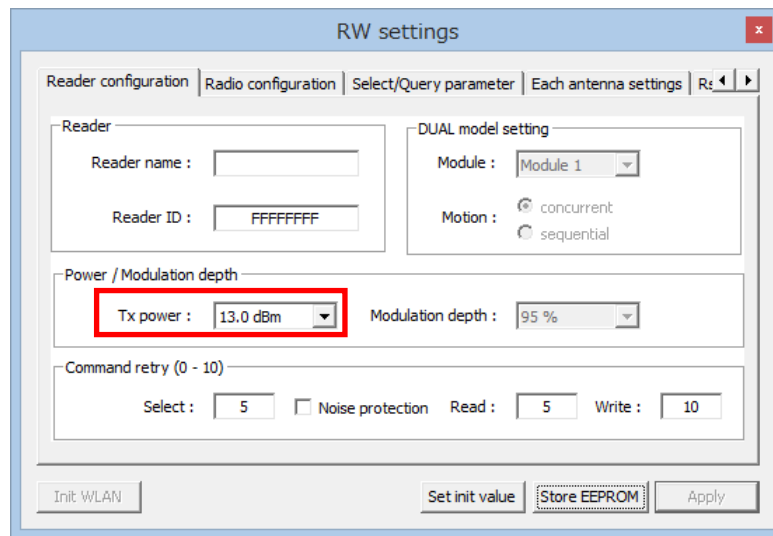 RW settings
x
Reader configuration Radio configuration Select/Query parameter Each antenna settings
Reader
Reader name :
Reader ID : FFFFFFFF
DUAL model setting
Module : Module 1
Motion : concurrent
sequential
Power / Modulation depth
Tx power : 13.0 dBm Modulation depth : 95 %
Command retry (0 - 10)
Select : 5 Noise protection Read : 5 Write : 10
Init WLAN Set init value Store EEPROM Apply